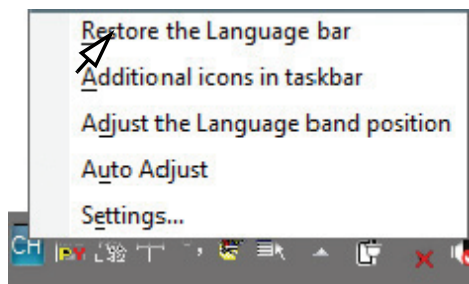 Restore the Language bar
Additional icons in taskbar
Adjust the Language band position
Auto Adjust
Settings...
CH